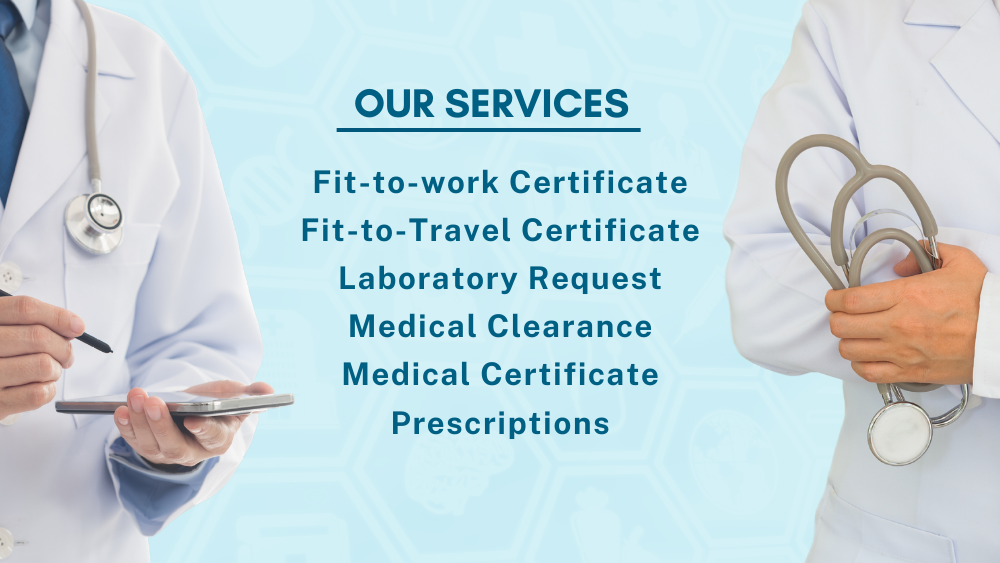 OUR SERVICES
Fit-to-work Certificate
Fit-to-Travel Certificate
Laboratory Request
Medical Clearance
Medical Certificate
Prescriptions